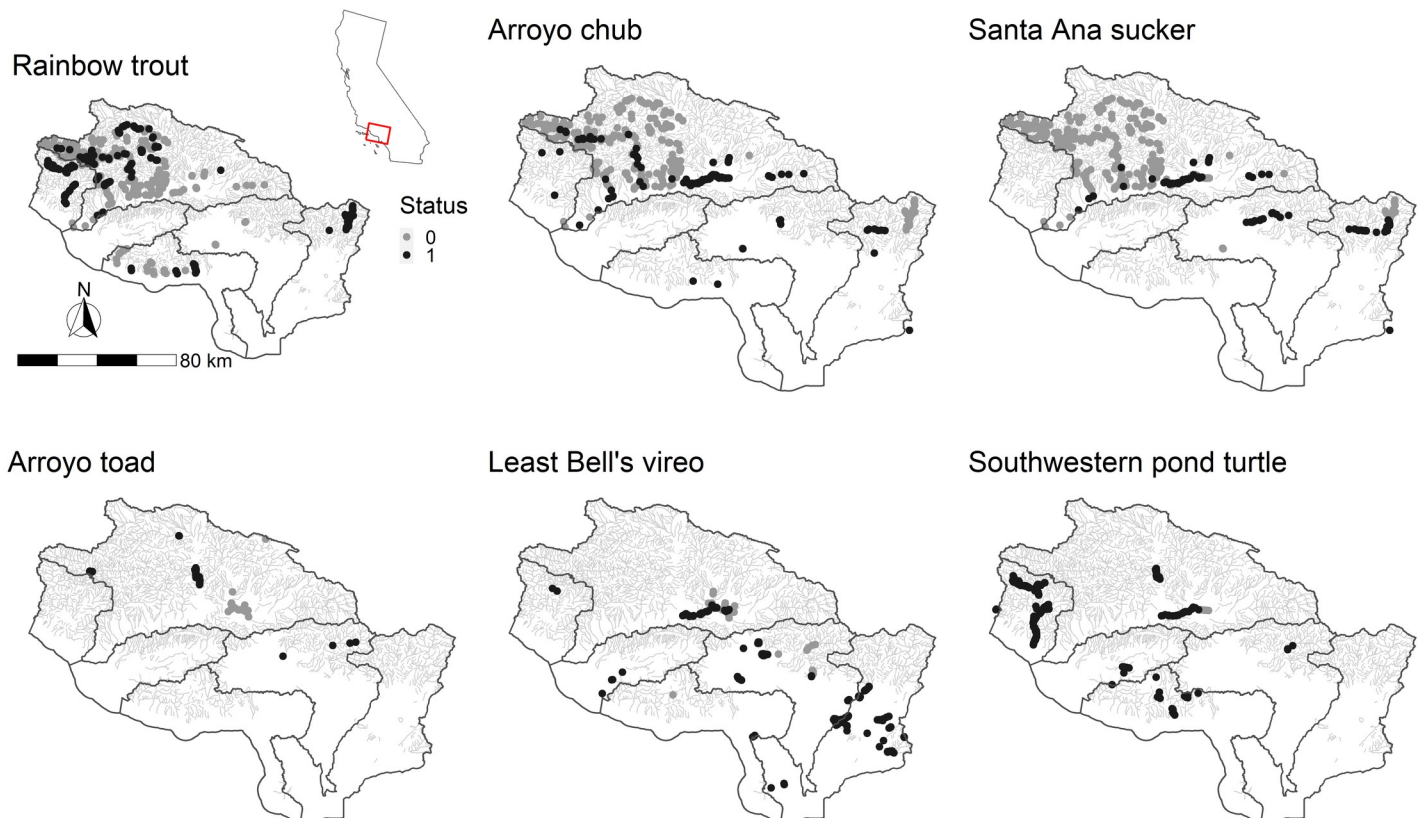 Rainbow trout
Arroyo chub
Santa Ana sucker
Status
0
1
N
80 km
Arroyo toad
Least Bell's vireo
Southwestern pond turtle